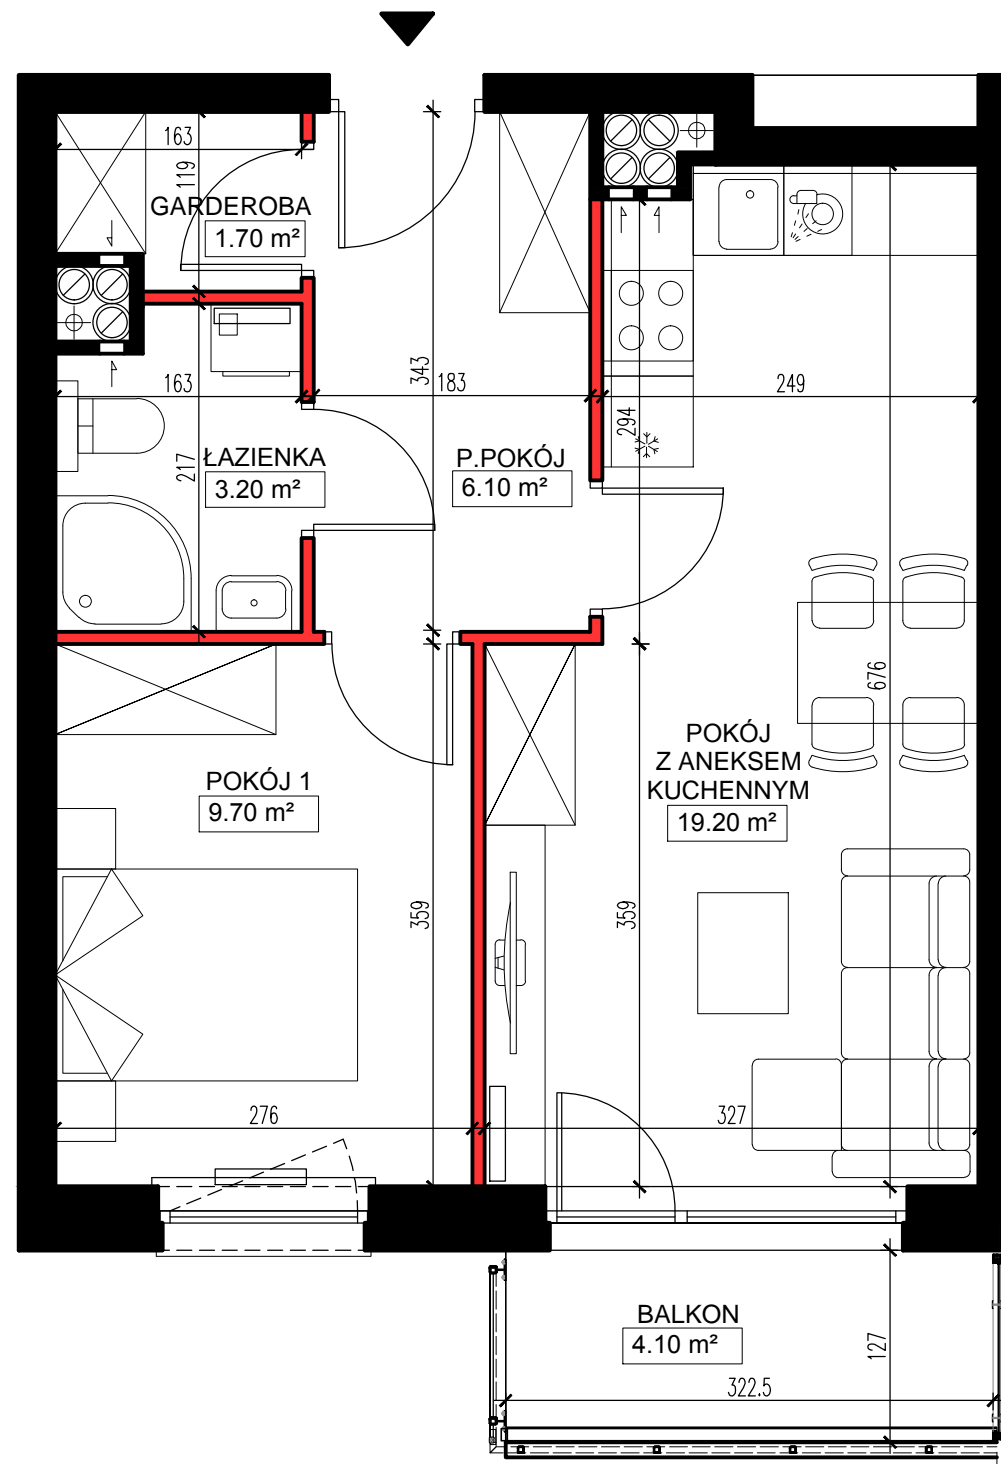 163
119
GARDEROBA
1.70 m²
343
183
249
294
163
217
ŁAZIENKA
3.20 m²
P.POKÓJ
6.10 m²
676
POKÓJ
Z ANEKSEM
KUCHENNYM
19.20 m²
POKÓJ 1
9.70 m²
359
359
276
327
BALKON
4.10 m²
127
322.5